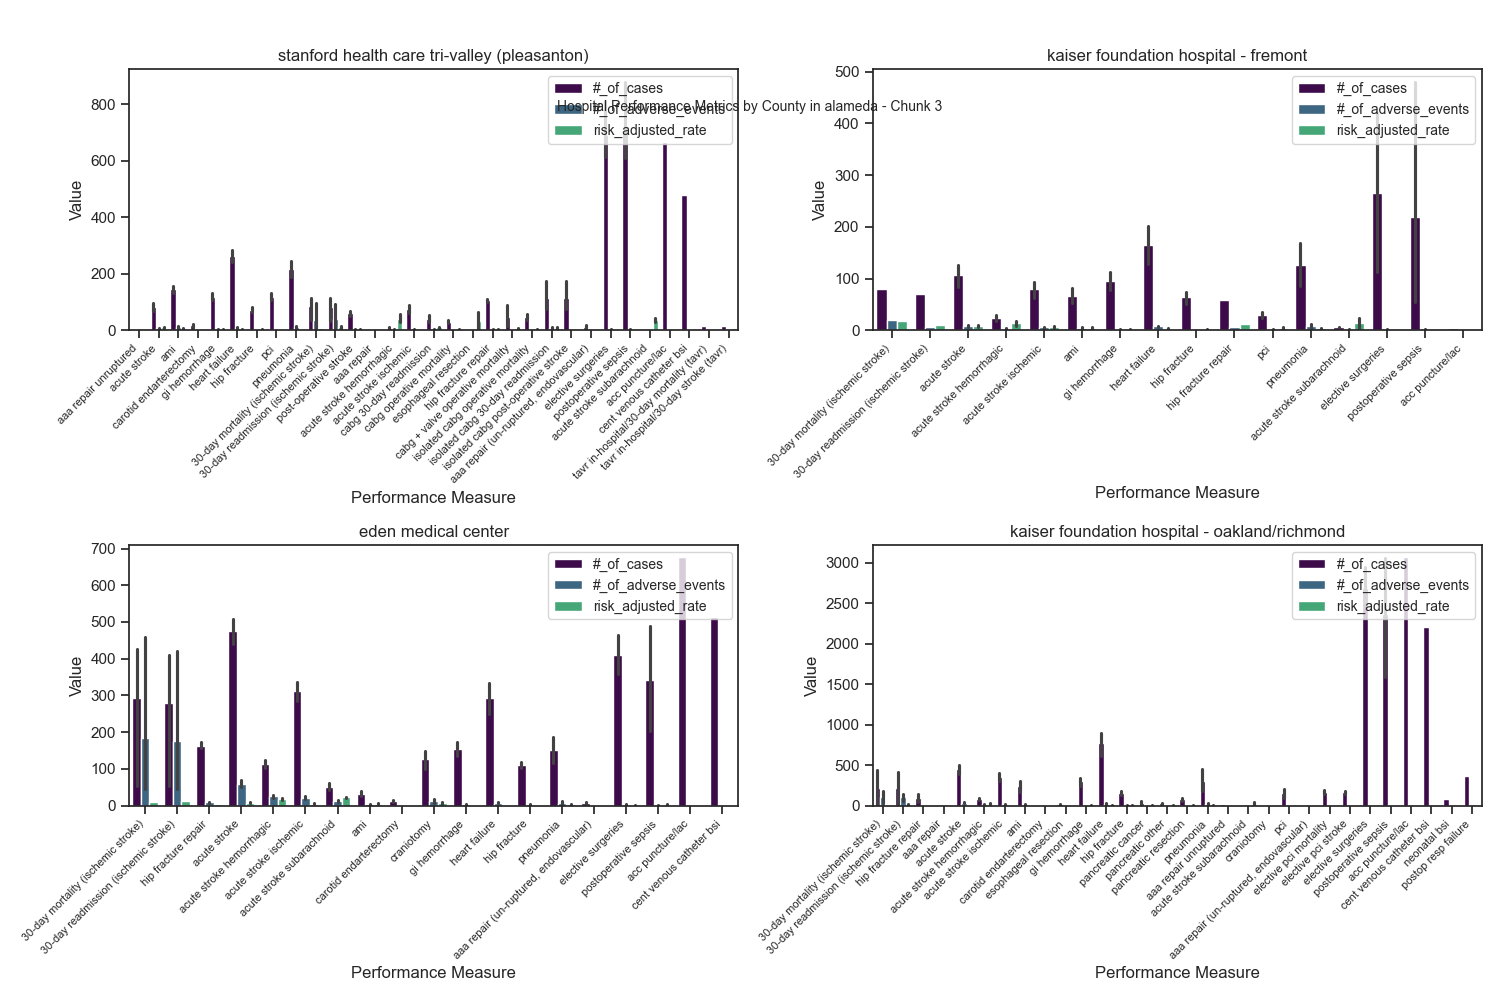 Hospital Performance Metrics by County in alameda - Chunk 3
stanford health care tri-valley (pleasanton)
Value
800
600
400
200
0
#_of_cases
#_of_adverse_events
risk_adjusted_rate
aaa repair unruptured
acute stroke
ami
carotid endarterectomy
gi hemorrhage
heart failure
hip fracture
pci
pneumonia
30-day mortality (ischemic stroke)
30-day readmission (ischemic stroke)
post-operative stroke
aaa repair
acute stroke hemorrhagic
acute stroke ischemic
cabg 30-day readmission
cabg operative mortality
esophageal resection
hip fracture repair
cabg + valve operative mortality
isolated cabg operative mortality
isolated cabg 30-day readmission
isolated cabg post-operative stroke
aaa repair (un-ruptured, endovascular)
elective surgeries
postoperative sepsis
acute stroke subarachnoid
acc puncture/lac
cent venous catheter bsi
tavr in-hospital/30-day mortality (tavr)
tavr in-hospital/30-day stroke (tavr)
Performance Measure
kaiser foundation hospital - fremont
Value
500
400
300
200
100
0
#_of_cases
#_of_adverse_events
risk_adjusted_rate
30-day mortality (ischemic stroke)
30-day readmission (ischemic stroke)
acute stroke
acute stroke hemorrhagic
acute stroke ischemic
ami
gi hemorrhage
heart failure
hip fracture
hip fracture repair
pci
pneumonia
acute stroke subarachnoid
elective surgeries
postoperative sepsis
acc puncture/lac
Performance Measure
eden medical center
Value
700
600
500
400
300
200
100
0
#_of_cases
#_of_adverse_events
risk_adjusted_rate
30-day mortality (ischemic stroke)
30-day readmission (ischemic stroke)
hip fracture repair
acute stroke
acute stroke hemorrhagic
acute stroke ischemic
acute stroke subarachnoid
ami
carotid endarterectomy
craniotomy
gi hemorrhage
heart failure
hip fracture
pneumonia
aaa repair (un-ruptured, endovascular)
elective surgeries
postoperative sepsis
acc puncture/lac
cent venous catheter bsi
Performance Measure
kaiser foundation hospital - oakland/richmond
Value
3000
2500
2000
1500
1000
500
0
#_of_cases
#_of_adverse_events
risk_adjusted_rate
30-day mortality (ischemic stroke)
30-day readmission (ischemic stroke)
hip fracture repair
aaa repair
acute stroke
acute stroke hemorrhagic
acute stroke ischemic
ami
carotid endarterectomy
esophageal resection
gi hemorrhage
heart failure
hip fracture
pancreatic cancer
pancreatic other
pancreatic resection
pneumonia
aaa repair unruptured
acute stroke subarachnoid
craniotomy
pci
aaa repair (un-ruptured, endovascular)
elective pci mortality
elective pci stroke
elective surgeries
postoperative sepsis
acc puncture/lac
cent venous catheter bsi
neonatal bsi
postop resp failure
Performance Measure